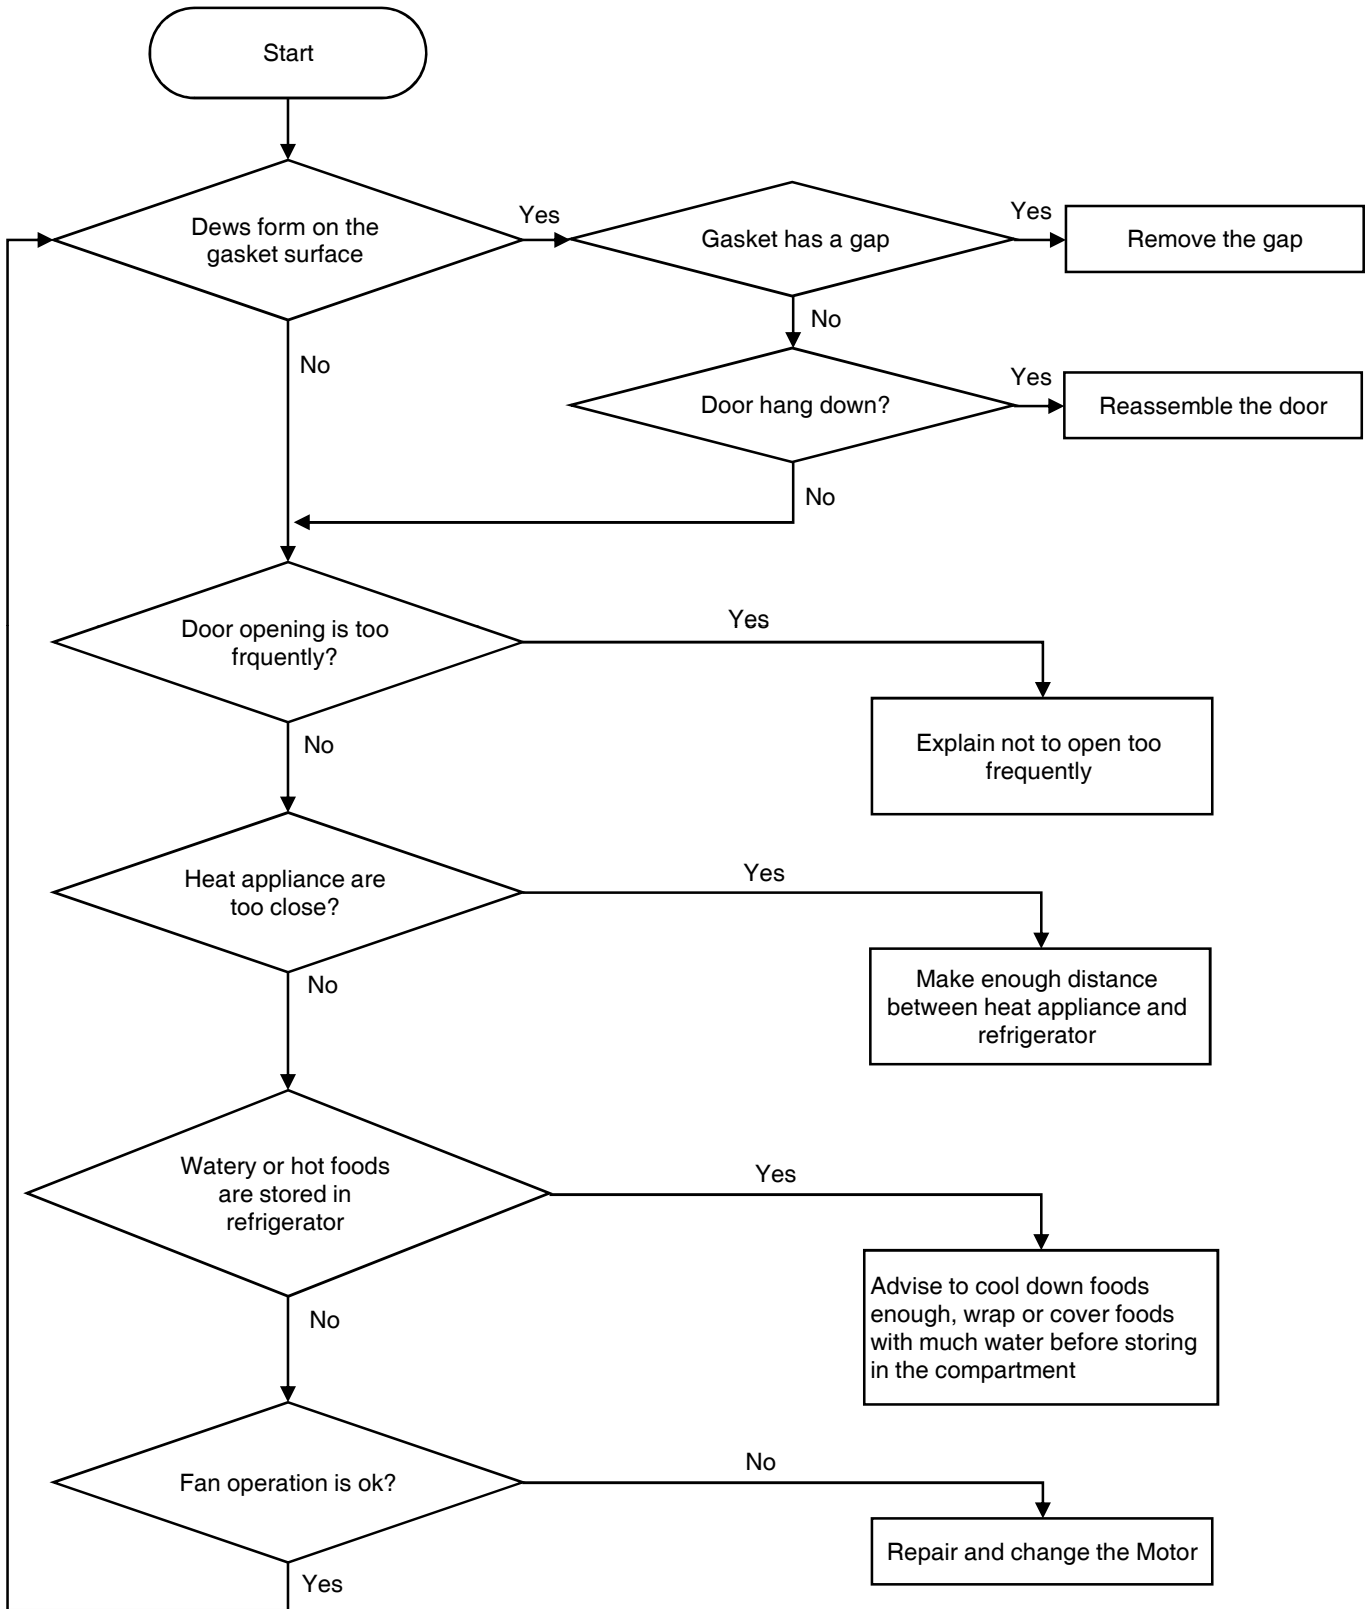 Start
Dews form on the
gasket surface
Yes
Gasket has a gap
Yes
Remove the gap
No
No
Door hang down?
Yes
Reassemble the door
No
Door opening is too
frquently?
Yes
Explain not to open too
frequently
No
Heat appliance are
too close?
Yes
Make enough distance
between heat appliance and
refrigerator
No
Watery or hot foods
are stored in
refrigerator
Yes
Advise to cool down foods
enough, wrap or cover foods
with much water before storing
in the compartment
No
Fan operation is ok?
No
Repair and change the Motor
Yes